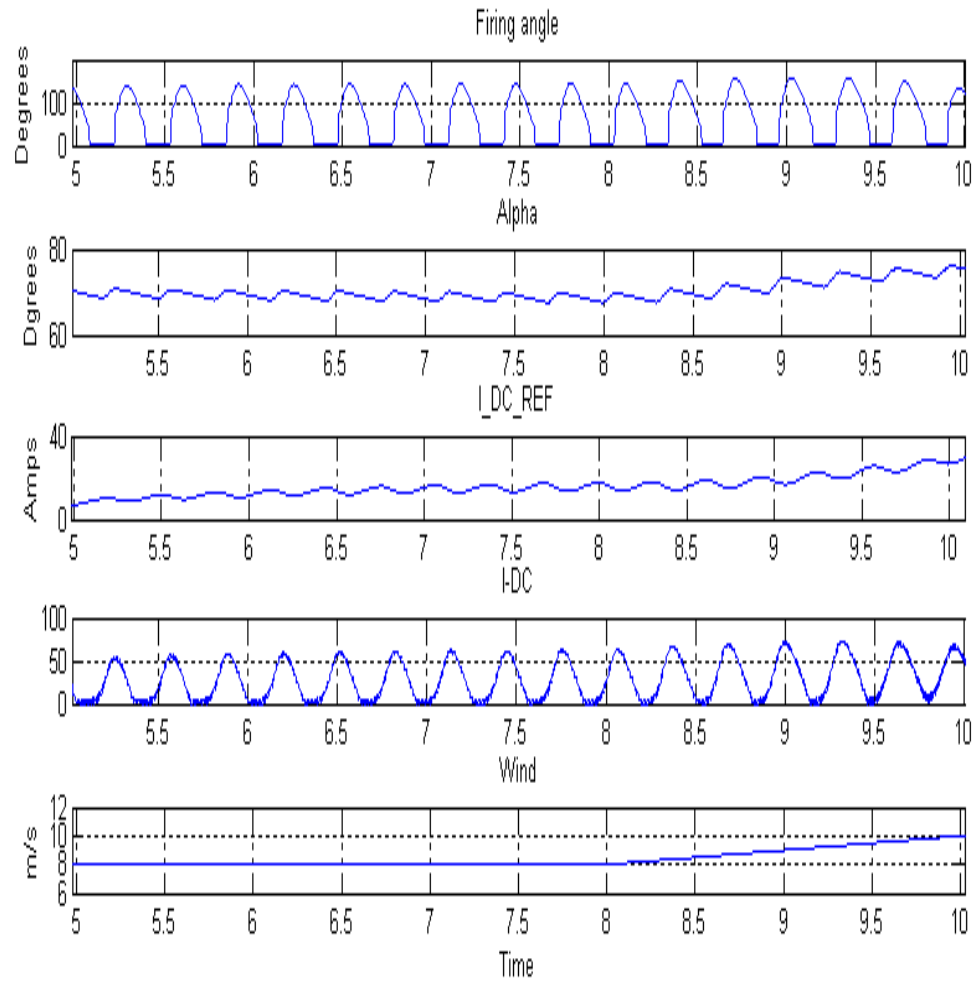 Firing angle
Degrees
100
0
5 5.5 6 6.5 7 7.5 8 8.5 9 9.5 10
Alpha
Dgrees
80
60
5.5 6 6.5 7 7.5 8 8.5 9 9.5 10
I_DC_REF
Amps
40
0
5 5.5 6 6.5 7 7.5 8 8.5 9 9.5 10
I-DC
100
50
0
5.5 6 6.5 7 7.5 8 8.5 9 9.5 10
Wind
m/s
12
10
8
6
5 5.5 6 6.5 7 7.5 8 8.5 9 9.5 10
Time